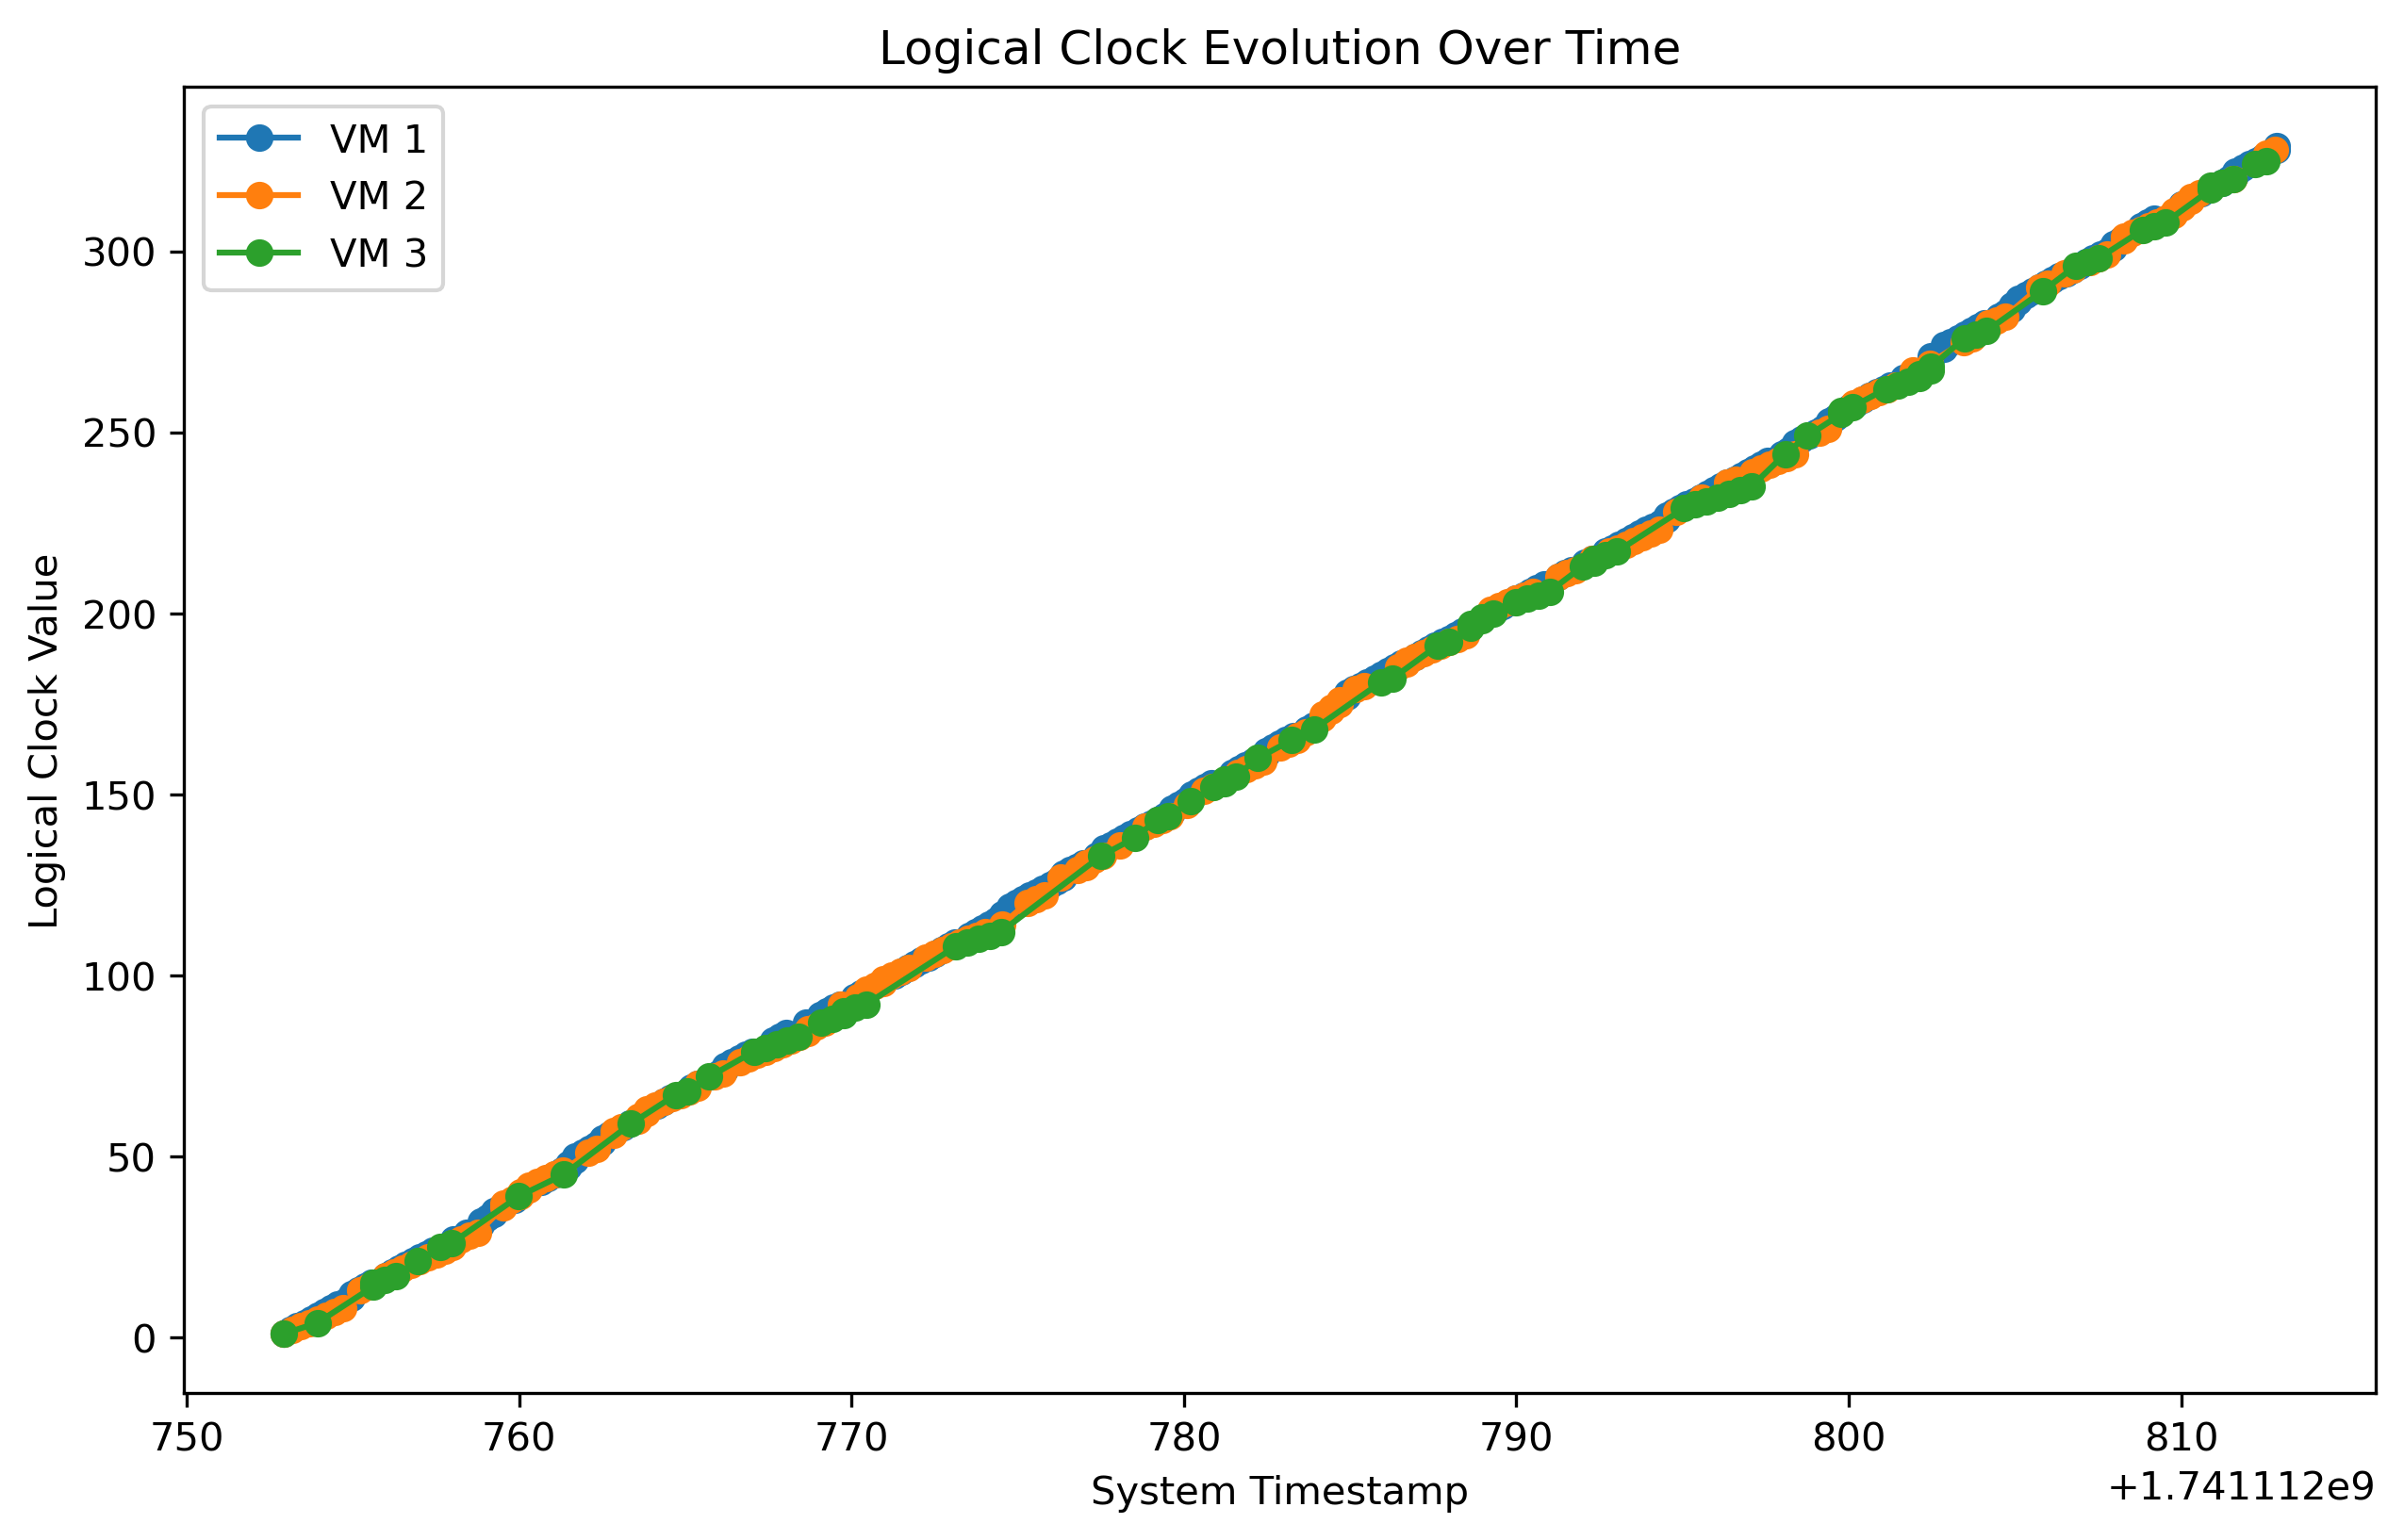 Logical Clock Evolution Over Time
VM 1
VM 2
VM 3
Logical Clock Value
300
250
200
150
100
50
0
750 760 770 780 790 800 810
System Timestamp
+1.741112e9